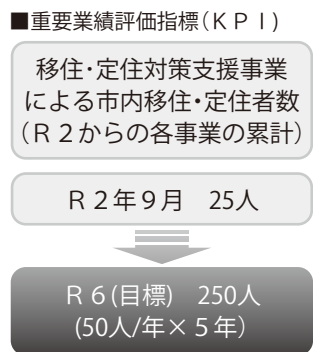 ■重要業績評価指標(ＫＰＩ)
移住・定住対策支援事業
による市内移住・定住者数
（Ｒ２からの各事業の累計）
Ｒ２年９月　25人
Ｒ６(目標)　250人
(50人/年×５年）